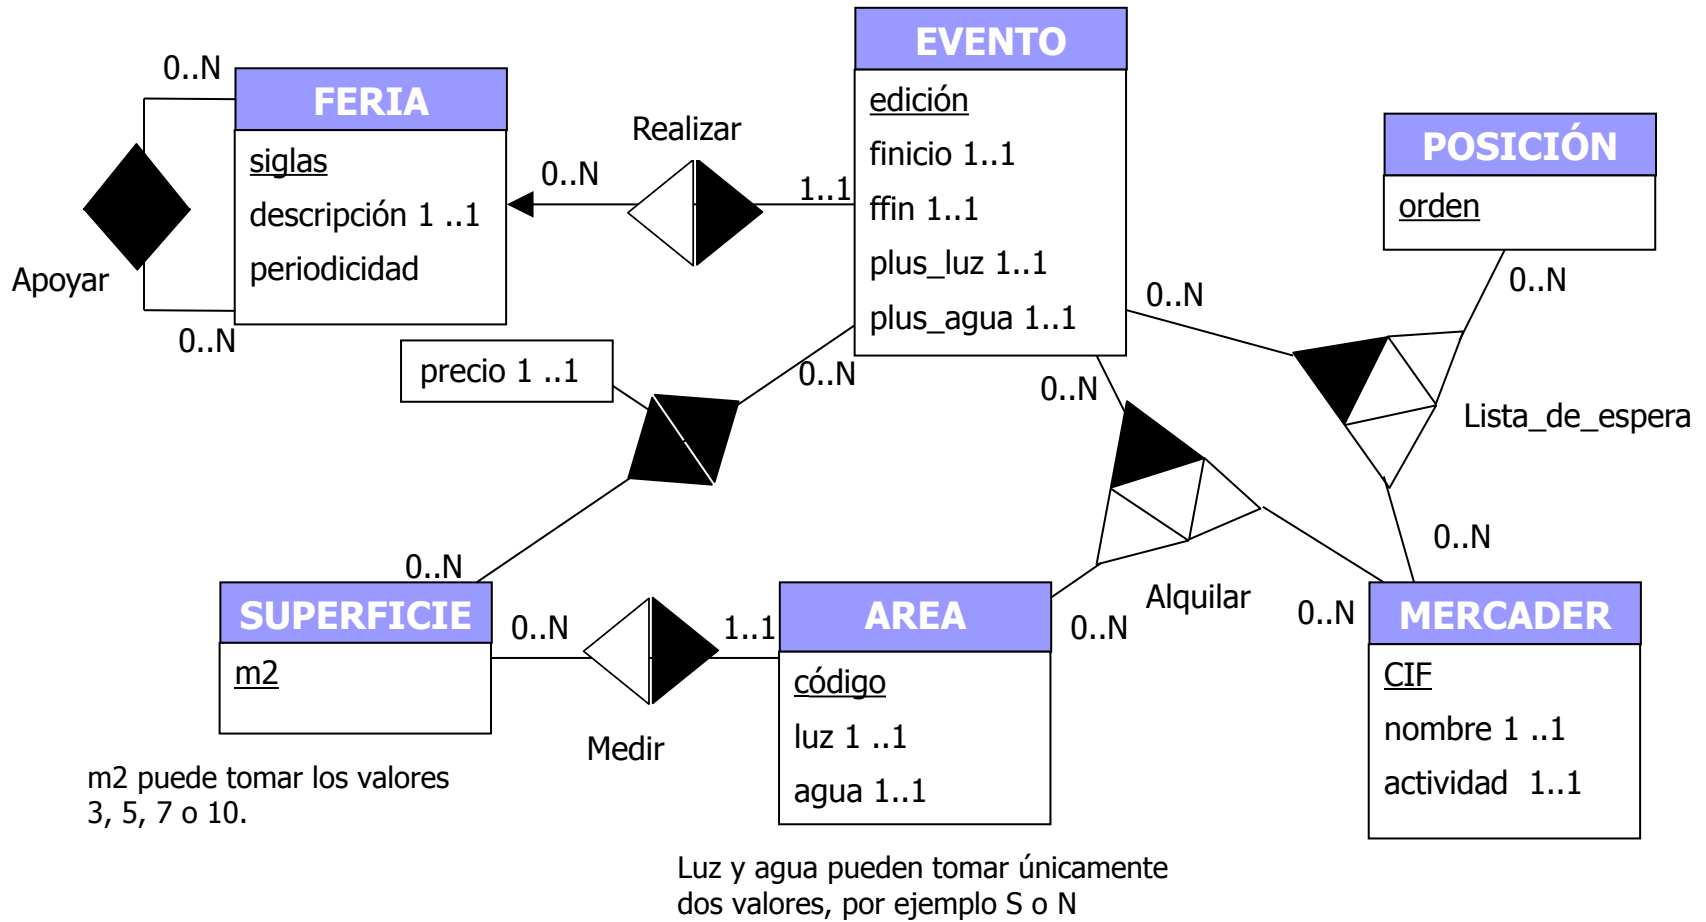 EVENTO
edición
finicio 1..1
ffin 1..1
plus_luz 1..1
plus_agua 1..1
0..N
FERIA
siglas
descripción 1 ..1
periodicidad
Apoyar
0..N
Realizar
0..N
1..1
POSICIÓN
orden
0..N
0..N
Lista_de_espera
0..N
precio 1 ..1
0..N
0..N
0..N
Alquilar
0..N
0..N
SUPERFICIE
m2
0..N
1..1
Medir
AREA
código
luz 1 ..1
agua 1..1
MERCADER
CIF
nombre 1 ..1
actividad 1..1
m2 puede tomar los valores
3, 5, 7 o 10.
Luz y agua pueden tomar únicamente
dos valores, por ejemplo S o N